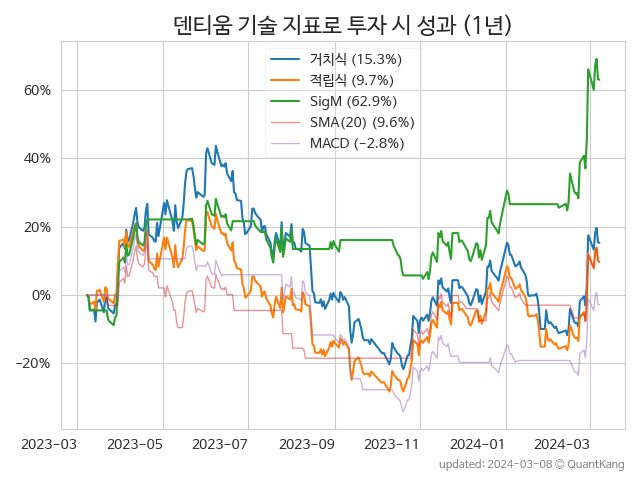 덴티움 기술 지표로 투자 시 성과 (1년)
거치식 (15.3%)
적립식 (9.7%)
SigM (62.9%)
SMA(20) (9.6%)
MACD (−2.8%)
60%
40%
20%
0%
−20%
2023−03 2023−05 2023−07 2023−09 2023−11 2024−01 2024−03
updated: 2024−03−08 © QuantKang